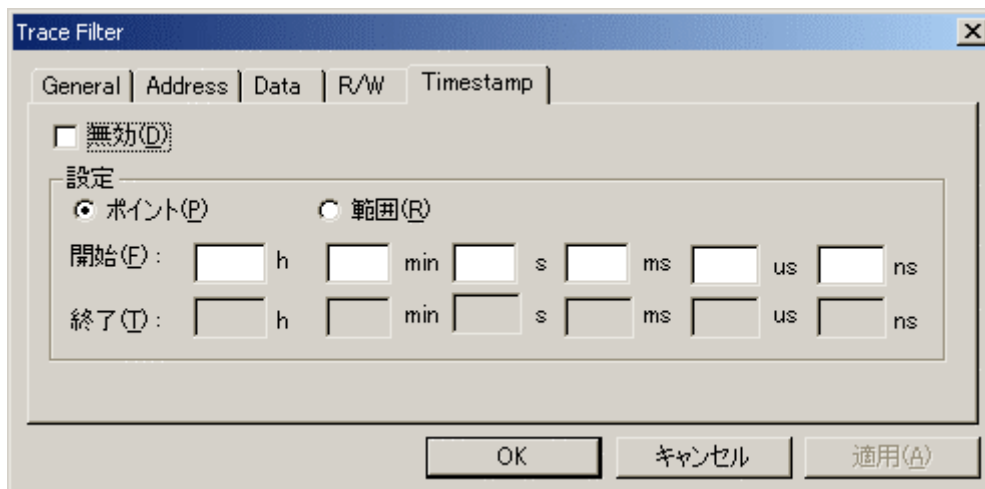 Trace Filter
General Address Data R/W Timestamp
無効(D)
設定
ポイント(P) 範囲(R)
開始(F): h min s ms us ns
終了(T): h min s ms us ns
OK キャンセル 適用(A)